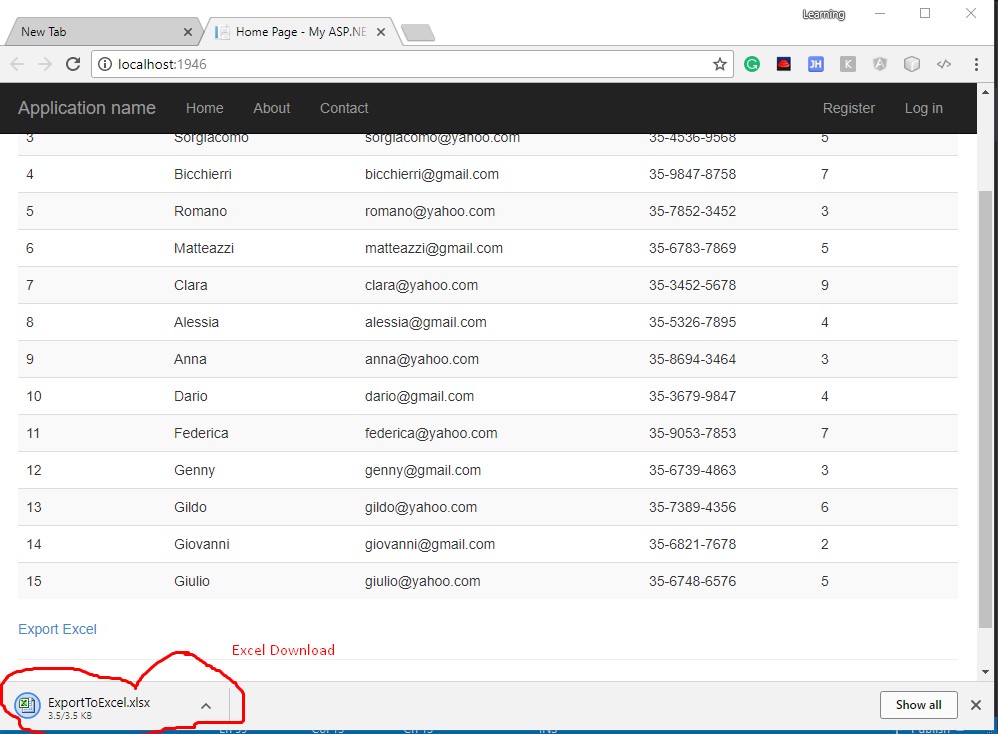 Learning
New Tab
Home Page - My ASP.NE
localhost:1946
JH
K
Application name Home About Contact Register Log in
3 Sorgiacomo sorgiacomo@yahoo.com 35-4536-9568 5
4 Bicchierri bicchierri@gmail.com 35-9847-8758 7
5 Romano romano@yahoo.com 35-7852-3452 3
6 Matteazzi matteazzi@gmail.com 35-6783-7869 5
7 Clara clara@yahoo.com 35-3452-5678 9
8 Alessia alessia@gmail.com 35-5326-7895 4
9 Anna anna@yahoo.com 35-8694-3464 3
10 Dario dario@gmail.com 35-3679-9847 4
11 Federica federica@yahoo.com 35-9053-7853 7
12 Genny genny@gmail.com 35-6739-4863 3
13 Gildo gildo@yahoo.com 35-7389-4356 6
14 Giovanni giovanni@gmail.com 35-6821-7678 2
15 Giulio giulio@yahoo.com 35-6748-6576 5
Export Excel
Excel Download
ExportToExcel.xlsx
3.5/3.5 KB
Show all